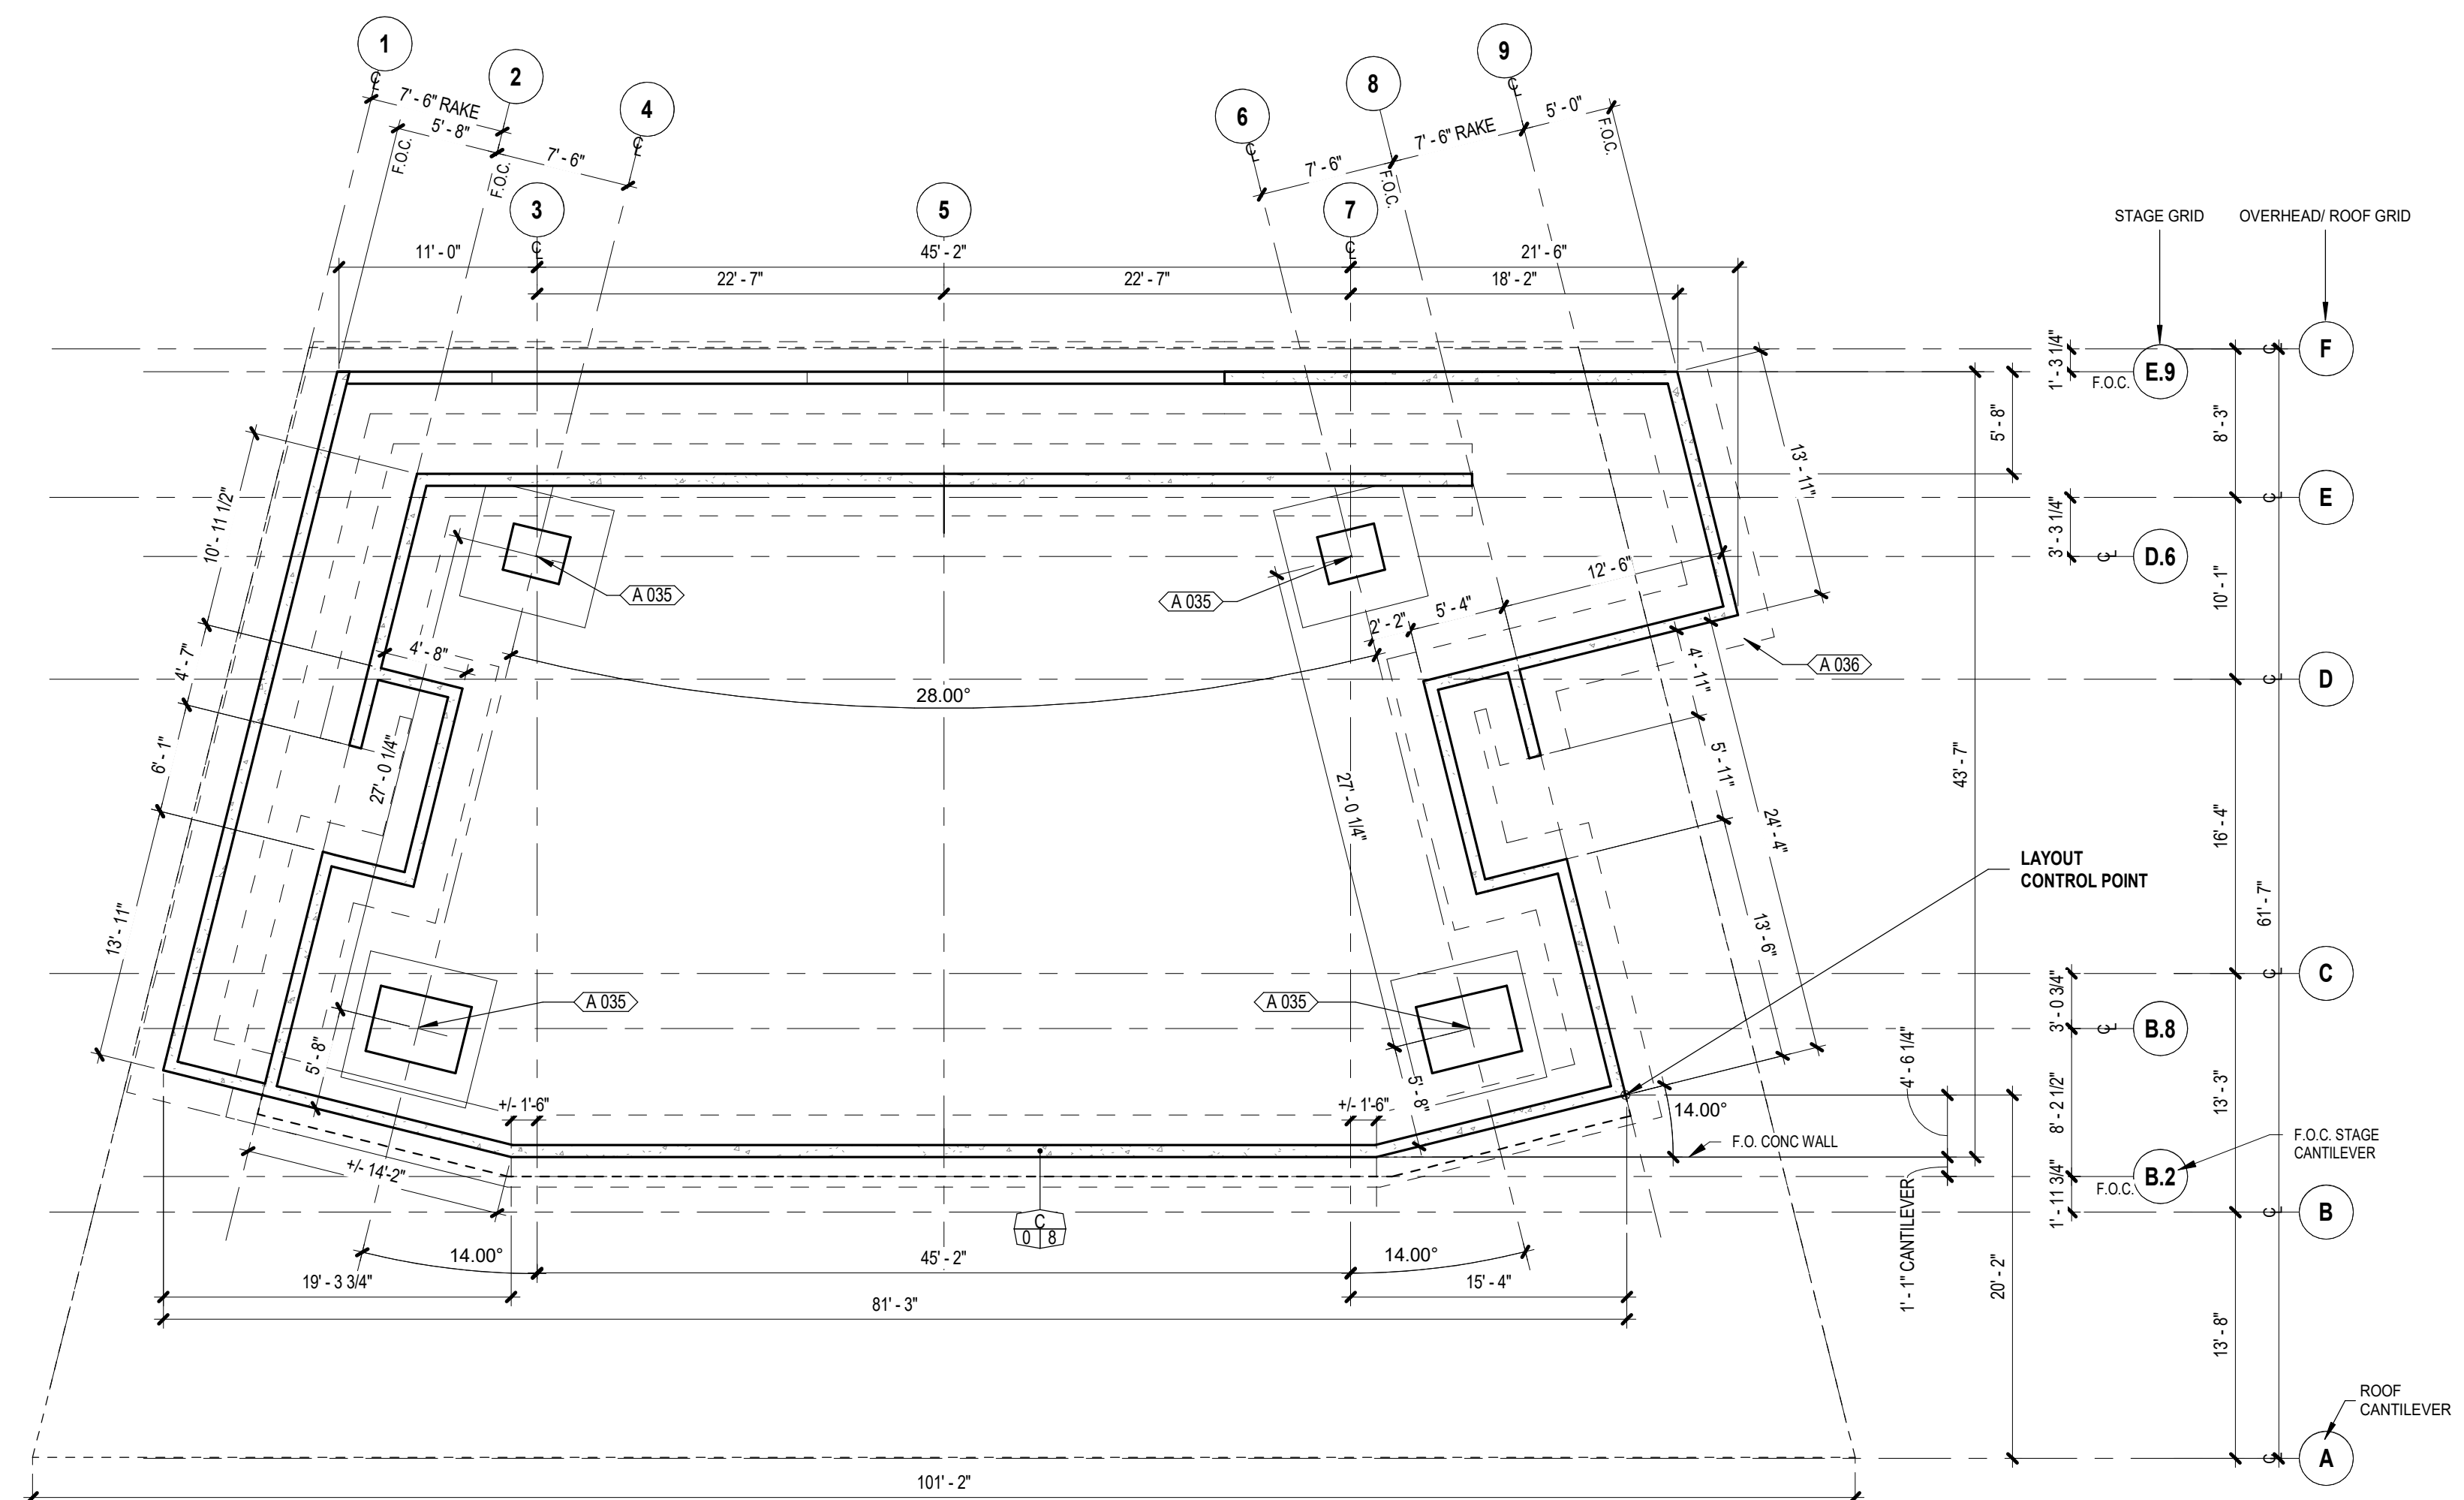 1
2
4
6
8
9
℄
℄
℄
℄
7' - 6" RAKE
5' - 8"
7' - 6"
F.O.C.
F.O.C.
7' - 6"
7' - 6" RAKE
5' - 0"
F.O.C.
F.O.C.
3
5
7
℄
℄
11' - 0"
45' - 2"
21' - 6"
22' - 7"
22' - 7"
18' - 2"
STAGE GRID
OVERHEAD/ ROOF GRID
F
E.9
F.O.C.
1' - 3 1/4"
8' - 3"
5' - 8"
E
3' - 3 1/4"
D.6
10' - 1"
D
43' - 7"
16' - 4"
61' - 7"
C
3' - 0 3/4"
B.8
4' - 6 1/4"
8' - 2 1/2"
13' - 3"
B.2
F.O.C.
F.O.C. STAGE
CANTILEVER
1' - 11 3/4"
B
1' - 1" CANTILEVER
20' - 2"
13' - 8"
ROOF
CANTILEVER
A
℄
℄
℄
℄
℄
℄
℄
℄
10' - 11 1/2"
4' - 7"
6' - 1"
13' - 11"
A 035
A 035
4' - 8"
28.00°
27' - 0 1/4"
2' - 2"
5' - 4"
12' - 6"
13' - 11"
A 036
4' - 11"
5' - 11"
24' - 4"
27' - 0 1/4"
13' - 6"
LAYOUT
CONTROL POINT
A 035
A 035
5' - 8"
5' - 8"
+/- 1'-6"
+/- 1'-6"
14.00°
F.O. CONC WALL
+/- 14'-2"
C
0 8
14.00°
45' - 2"
14.00°
19' - 3 3/4"
15' - 4"
81' - 3"
101' - 2"